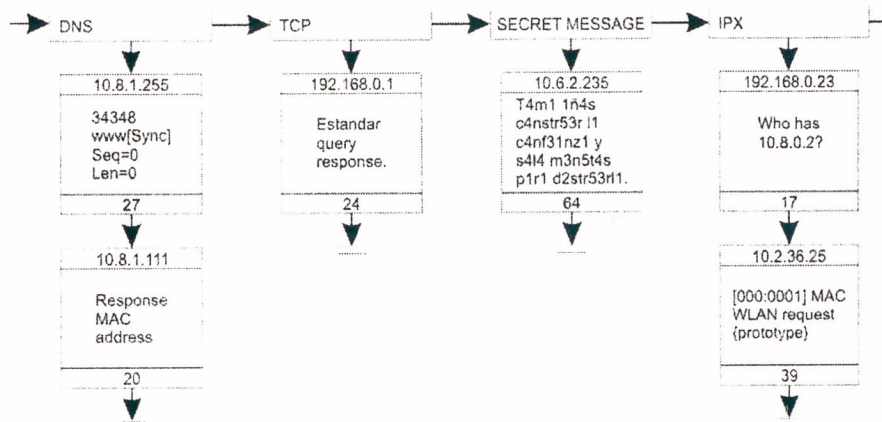 DNS
TCP
SECRET MESSAGE
IPX
10.8.1.255
34348
www[Sync]
Seq=0
Len=0
27
10.8.1.111
Response
MAC
address
20
192.168.0.1
Estandar
query
response.
24
10.6.2.235
T4m1 1ñ4s
c4nstr53r l1
c4nf31nz1 y
s4l4 m3n5t4s
p1r1 d2str53rl1.
64
192.168.0.23
Who has
10.8.0.2?
17
10.2.36.25
[000:0001] MAC
WLAN request
{prototype}
39